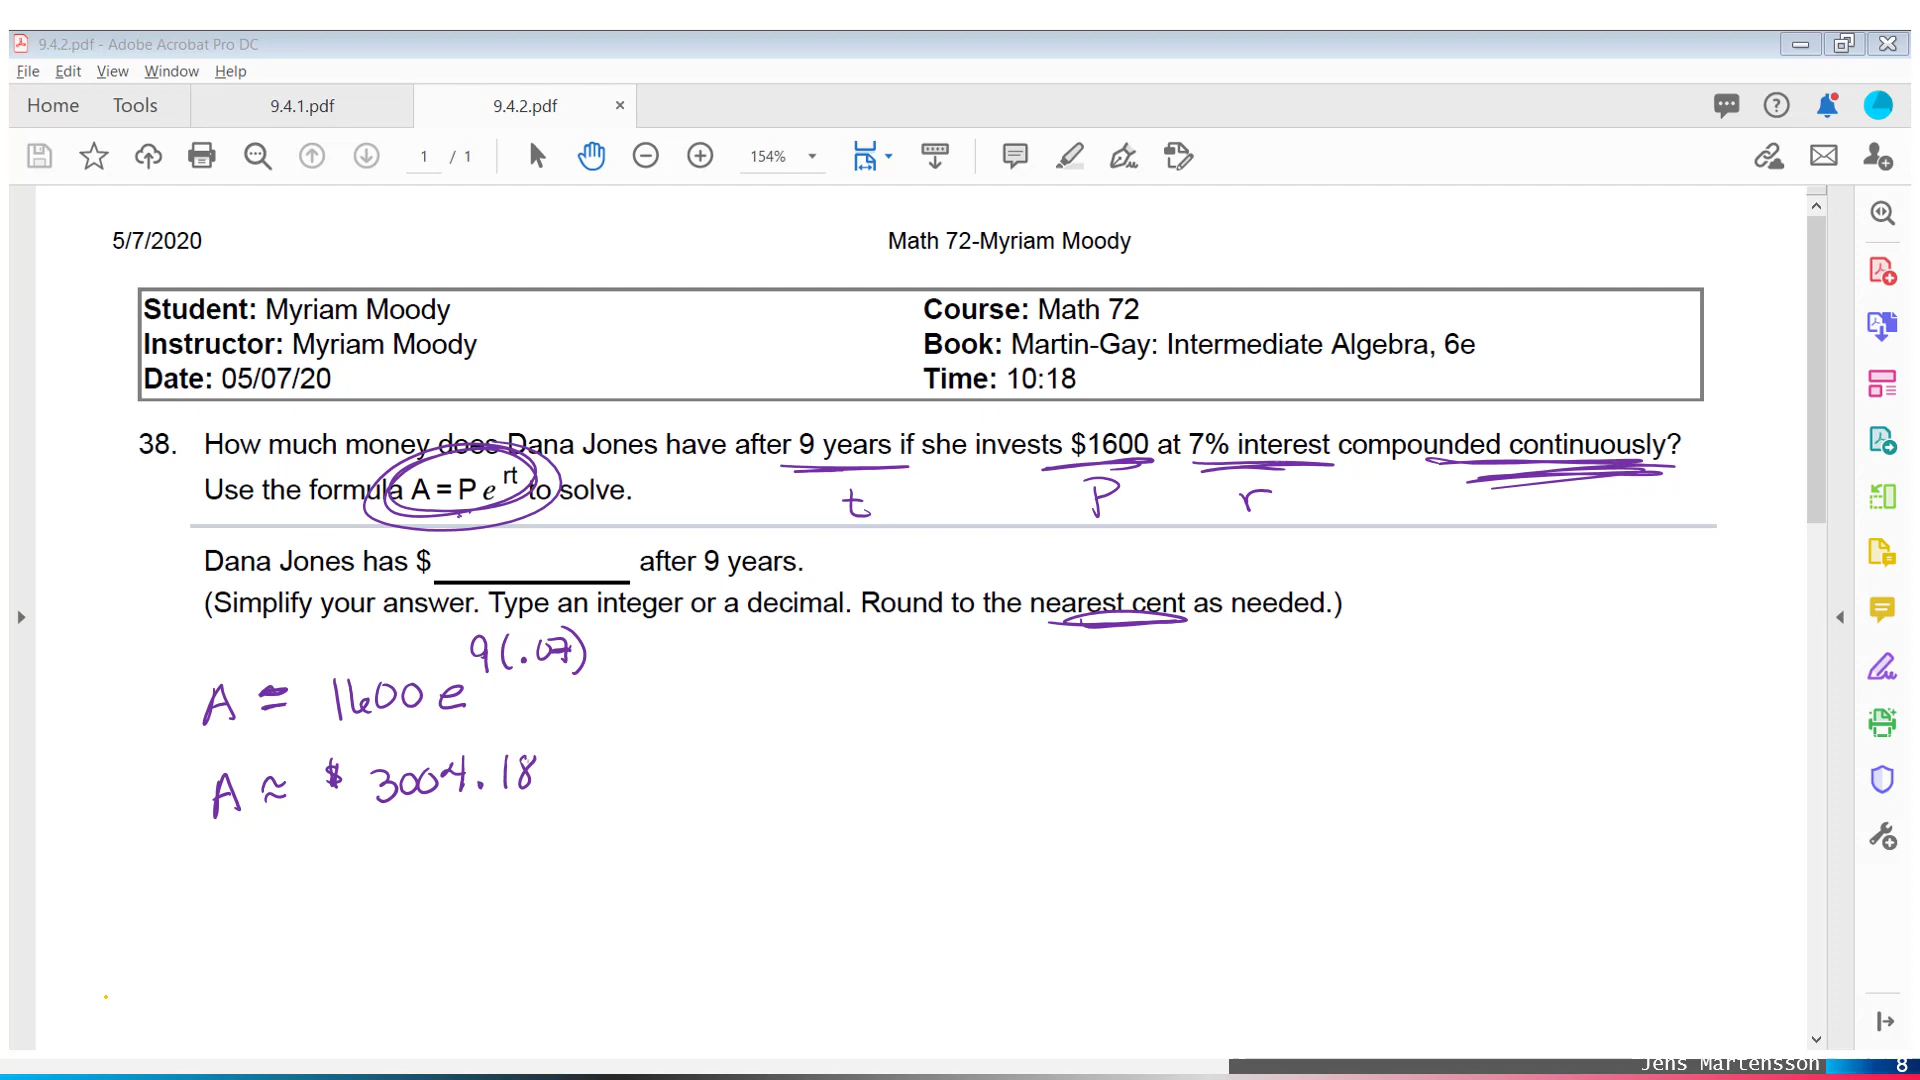 9.4.2.pdf - Adobe Acrobat Pro DC
File Edit View Window Help
Home Tools 9.4.1.pdf 9.4.2.pdf ×
1 / 1 154%
5/7/2020 Math 72-Myriam Moody
Student: Myriam Moody Course: Math 72
Instructor: Myriam Moody Book: Martin-Gay: Intermediate Algebra, 6e
Date: 05/07/20 Time: 10:18
38. How much money does Dana Jones have after 9 years if she invests $1600 at 7% interest compounded continuously?
Use the formula A = P e^rt to solve.
t P r
Dana Jones has $ ________ after 9 years.
(Simplify your answer. Type an integer or a decimal. Round to the nearest cent as needed.)
A = 1600 e^9(.07)
A ≈ $ 3004.18
Jens Martensson 8